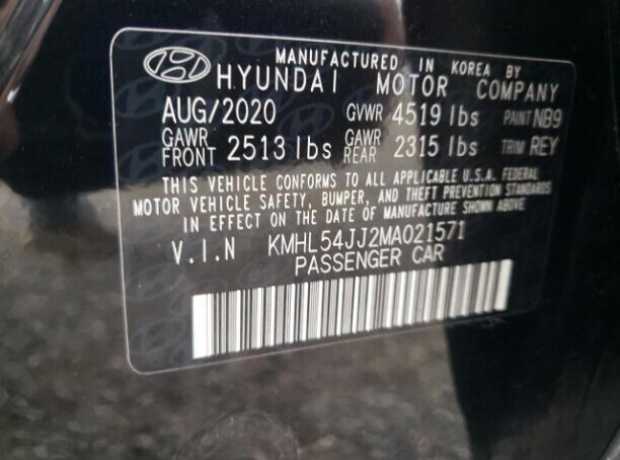 MANUFACTURED IN KOREA BY
HYUNDAI MOTOR COMPANY
AUG/2020 GVWR 4519 lbs PAINT NB9
GAWR FRONT 2513 lbs GAWR REAR 2315 lbs TRIM REY
THIS VEHICLE CONFORMS TO ALL APPLICABLE U.S.A. FEDERAL
MOTOR VEHICLE SAFETY, BUMPER, AND THEFT PREVENTION STANDARDS
IN EFFECT ON THE DATE OF MANUFACTURE SHOWN ABOVE
V.I.N KMHL54JJ2MA021571
PASSENGER CAR